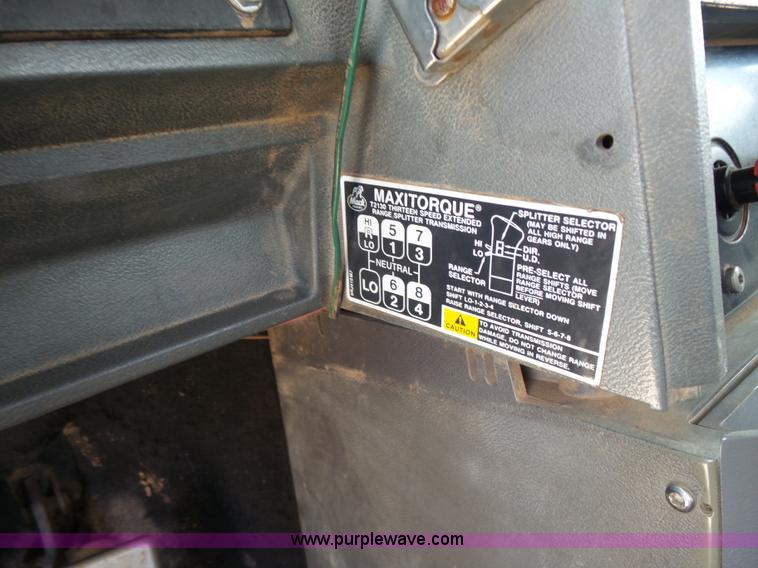 Mack
MAXITORQUE®
T2130 THIRTEEN SPEED EXTENDED
RANGE SPLITTER TRANSMISSION
HI
R
LO
5
1
7
3
NEUTRAL
LO
6
2
8
4
SPLITTER SELECTOR
(MAY BE SHIFTED IN
ALL HIGH RANGE
GEARS ONLY)
HI
LO
DIR.
U.D.
RANGE
SELECTOR
PRE-SELECT ALL
RANGE SHIFTS (MOVE
RANGE SELECTOR
BEFORE MOVING SHIFT
LEVER)
START WITH RANGE SELECTOR DOWN
SHIFT LO-1-2-3-4
RAISE RANGE SELECTOR, SHIFT 5-6-7-8
CAUTION
TO AVOID TRANSMISSION
DAMAGE, DO NOT CHANGE RANGE
WHILE MOVING IN REVERSE.
www.purplewave.com